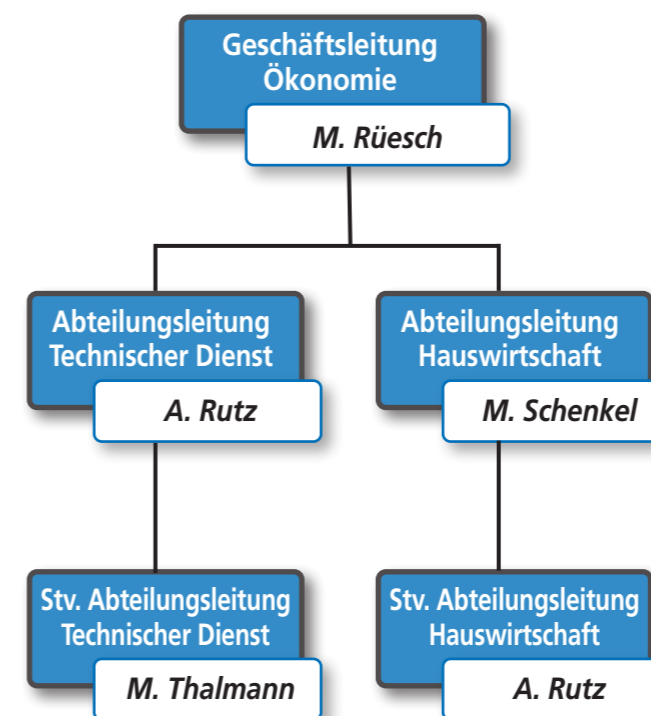 Geschäftsleitung
Ökonomie
M. Rüesch
Abteilungsleitung
Technischer Dienst
A. Rutz
Abteilungsleitung
Hauswirtschaft
M. Schenkel
Stv. Abteilungsleitung
Technischer Dienst
M. Thalmann
Stv. Abteilungsleitung
Hauswirtschaft
A. Rutz